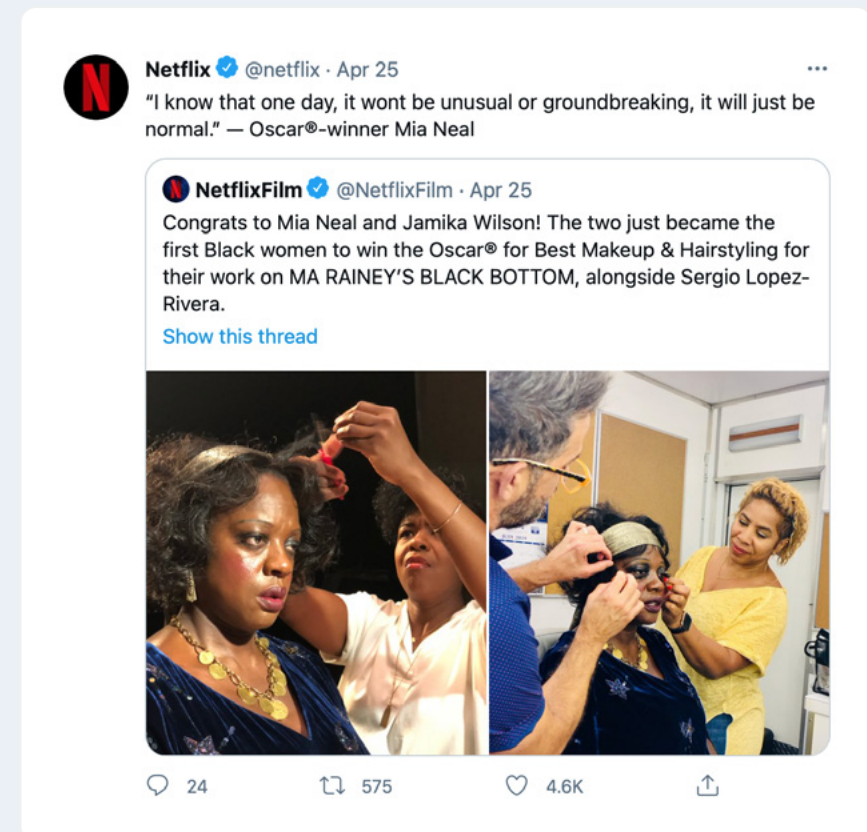 Netflix @netflix · Apr 25
“I know that one day, it wont be unusual or groundbreaking, it will just be
normal.” — Oscar®-winner Mia Neal
NetflixFilm @NetflixFilm · Apr 25
Congrats to Mia Neal and Jamika Wilson! The two just became the
first Black women to win the Oscar® for Best Makeup & Hairstyling for
their work on MA RAINEY’S BLACK BOTTOM, alongside Sergio Lopez-
Rivera.
Show this thread
24 575 4.6K